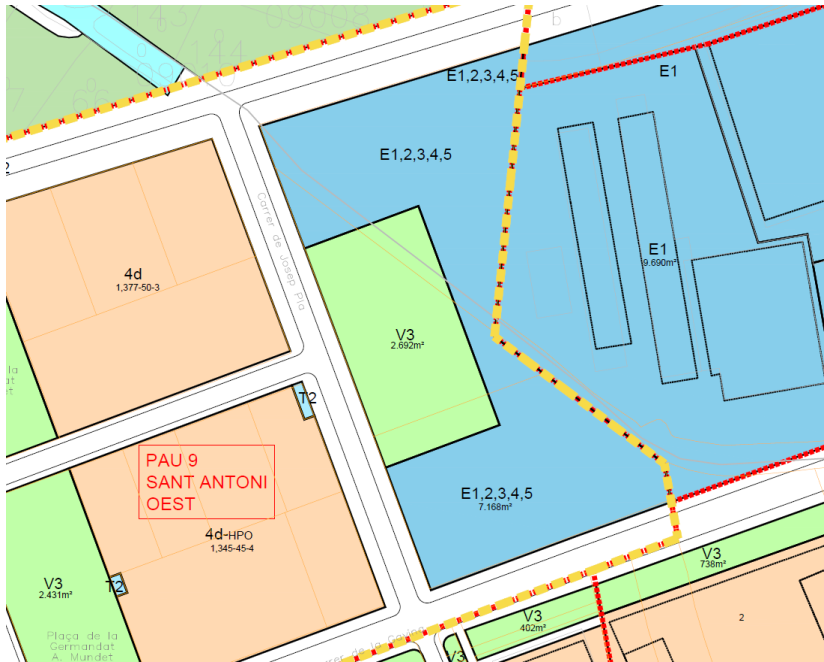 E1,2,3,4,5
E1
E1,2,3,4,5
Carrer de Josep Pla
E1
9.690m²
4d
1,377-50-3
V3
2.692m²
T2
PAU 9
SANT ANTONI
OEST
E1,2,3,4,5
7.168m²
4d-HPO
1,345-45-4
V3
2.431m²
T2
V3
738m²
V3
402m²
2
V3
Plaça de la
Germandat
A. Mundet